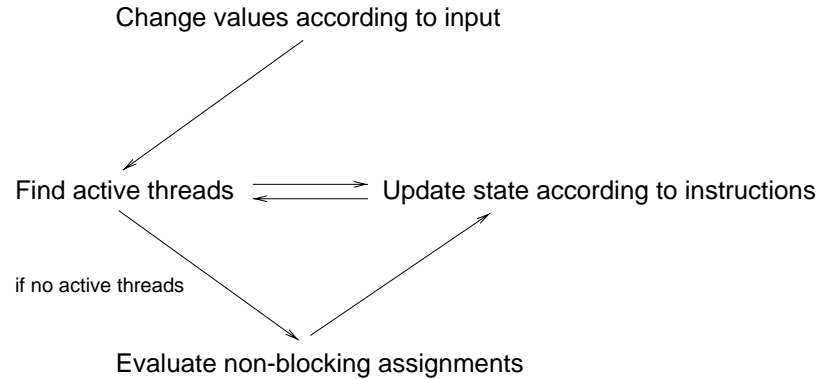 Change values according to input
Find active threads
Update state according to instructions
if no active threads
Evaluate non-blocking assignments